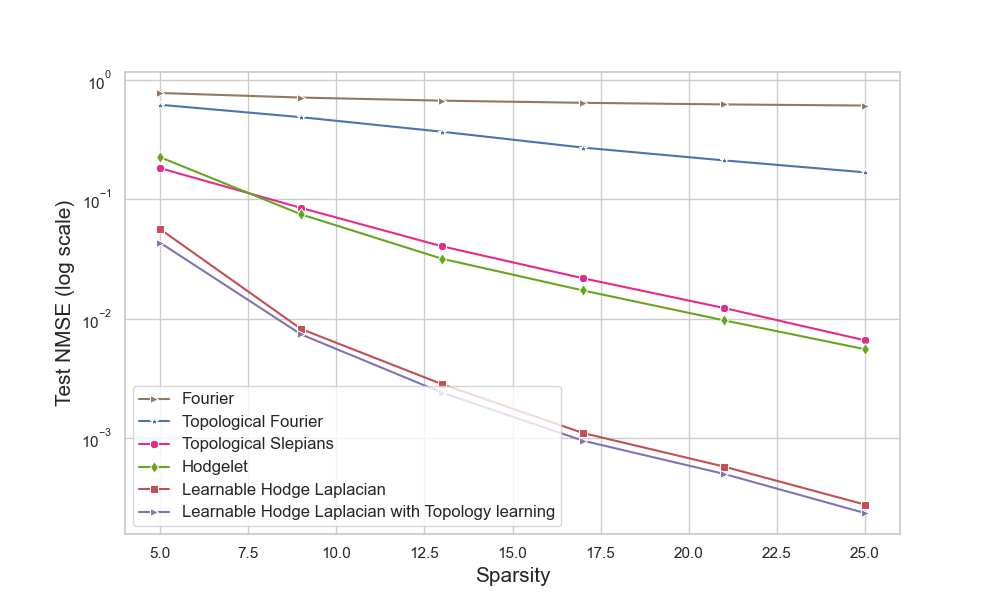 10^0
10^−1
10^−2
10^−3
Test NMSE (log scale)
Fourier
Topological Fourier
Topological Slepians
Hodgelet
Learnable Hodge Laplacian
Learnable Hodge Laplacian with Topology learning
5.0 7.5 10.0 12.5 15.0 17.5 20.0 22.5 25.0
Sparsity